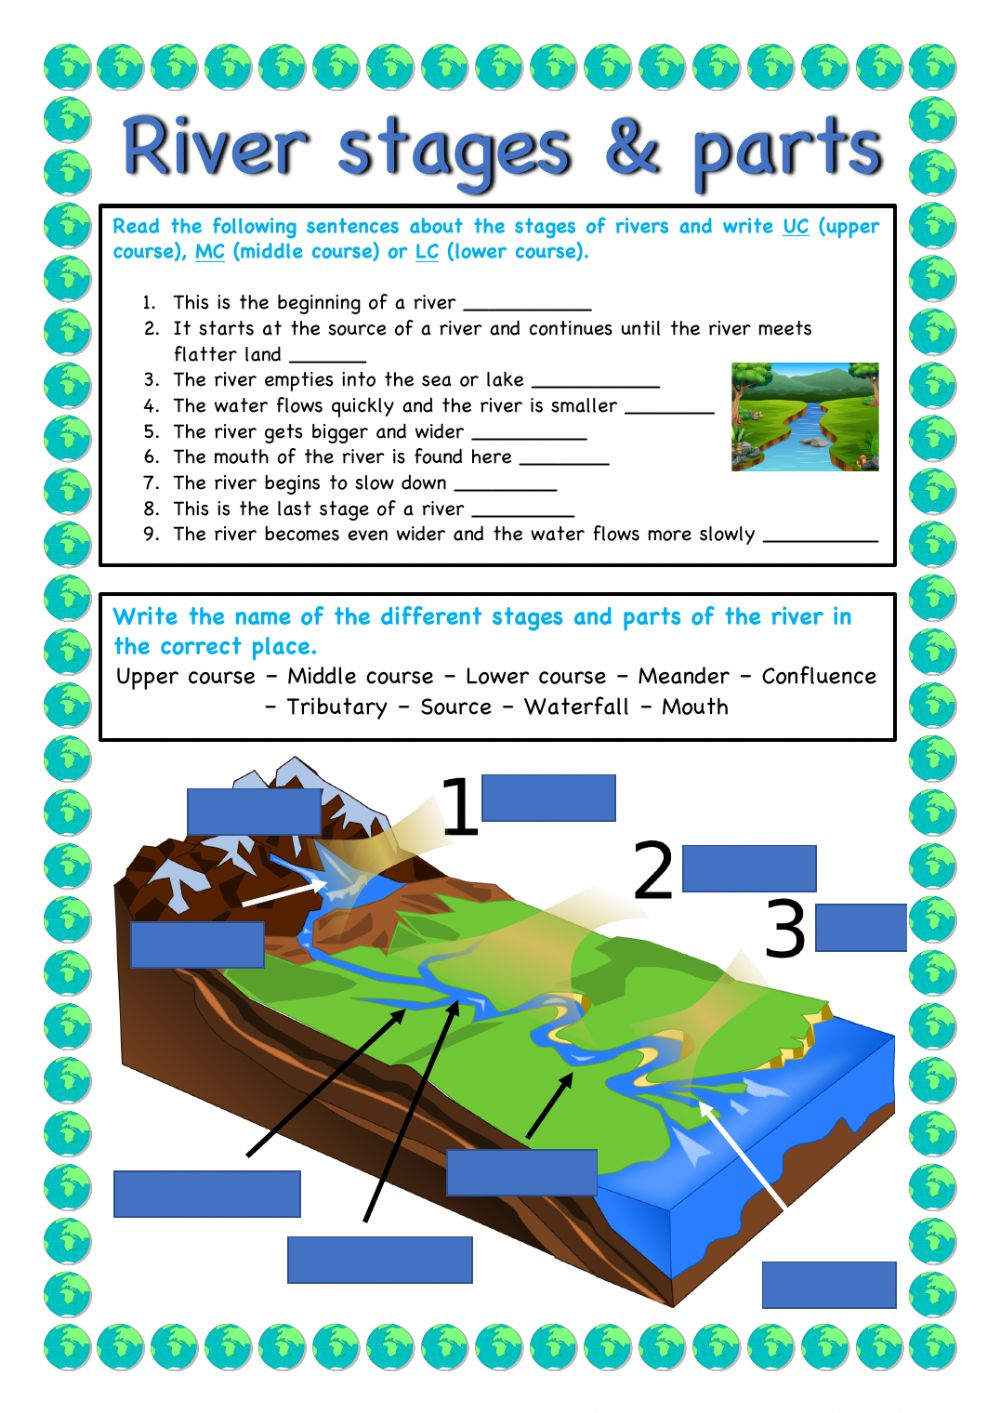 River stages & parts
Read the following sentences about the stages of rivers and write UC (upper
course), MC (middle course) or LC (lower course).
1. This is the beginning of a river __________
2. It starts at the source of a river and continues until the river meets
flatter land ______
3. The river empties into the sea or lake __________
4. The water flows quickly and the river is smaller _______
5. The river gets bigger and wider _________
6. The mouth of the river is found here _______
7. The river begins to slow down ________
8. This is the last stage of a river ________
9. The river becomes even wider and the water flows more slowly _________
Write the name of the different stages and parts of the river in
the correct place.
Upper course – Middle course – Lower course – Meander – Confluence
– Tributary – Source – Waterfall – Mouth
1
2
3